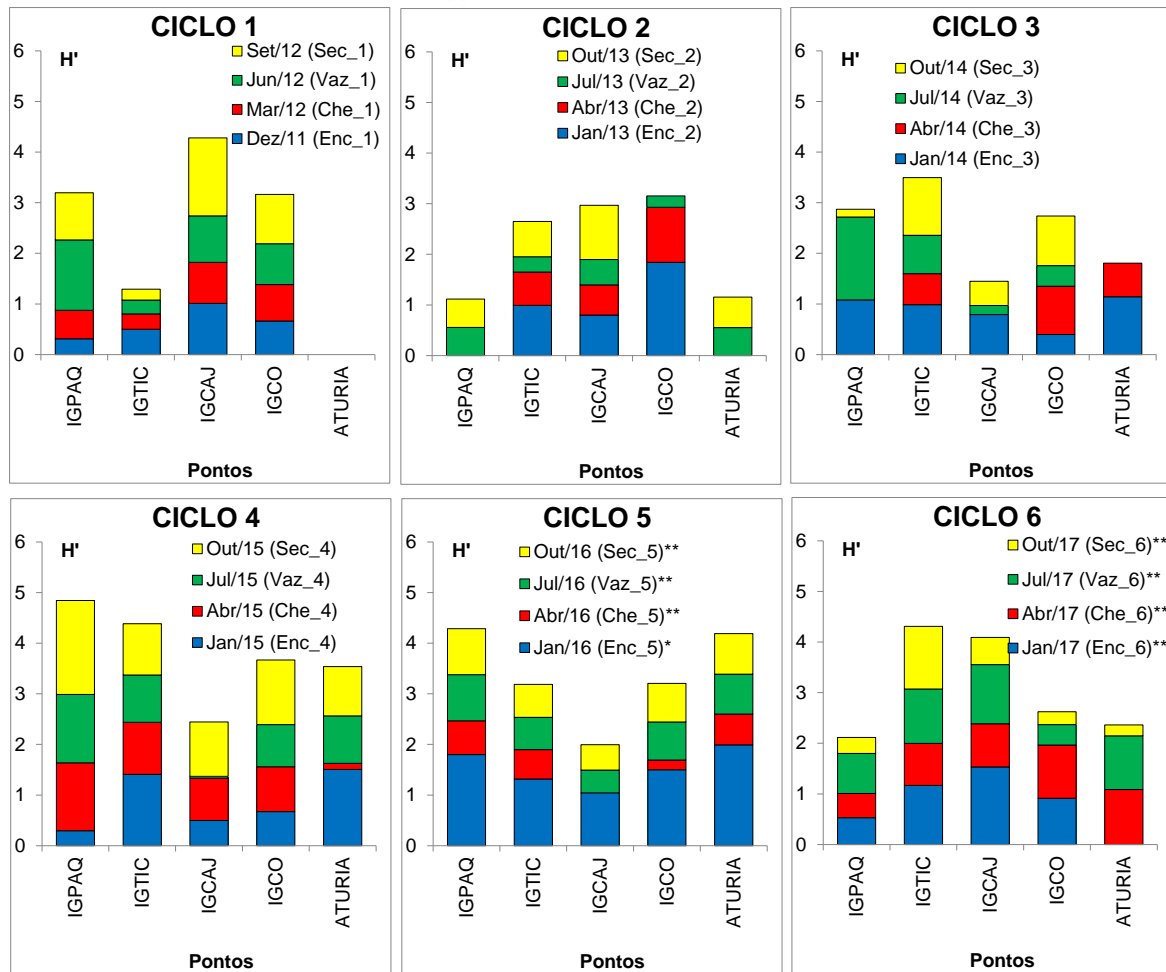 CICLO 1
H'
Set/12 (Sec_1)
Jun/12 (Vaz_1)
Mar/12 (Che_1)
Dez/11 (Enc_1)
6
5
4
3
2
1
0
IGPAQ
IGTIC
IGCAJ
IGCO
ATURIA
Pontos
CICLO 2
H'
Out/13 (Sec_2)
Jul/13 (Vaz_2)
Abr/13 (Che_2)
Jan/13 (Enc_2)
6
5
4
3
2
1
0
IGPAQ
IGTIC
IGCAJ
IGCO
ATURIA
Pontos
CICLO 3
H'
Out/14 (Sec_3)
Jul/14 (Vaz_3)
Abr/14 (Che_3)
Jan/14 (Enc_3)
6
5
4
3
2
1
0
IGPAQ
IGTIC
IGCAJ
IGCO
ATURIA
Pontos
CICLO 4
H'
Out/15 (Sec_4)
Jul/15 (Vaz_4)
Abr/15 (Che_4)
Jan/15 (Enc_4)
6
5
4
3
2
1
0
IGPAQ
IGTIC
IGCAJ
IGCO
ATURIA
Pontos
CICLO 5
H'
Out/16 (Sec_5)**
Jul/16 (Vaz_5)**
Abr/16 (Che_5)**
Jan/16 (Enc_5)*
6
5
4
3
2
1
0
IGPAQ
IGTIC
IGCAJ
IGCO
ATURIA
Pontos
CICLO 6
H'
Out/17 (Sec_6)**
Jul/17 (Vaz_6)**
Abr/17 (Che_6)**
Jan/17 (Enc_6)**
6
5
4
3
2
1
0
IGPAQ
IGTIC
IGCAJ
IGCO
ATURIA
Pontos